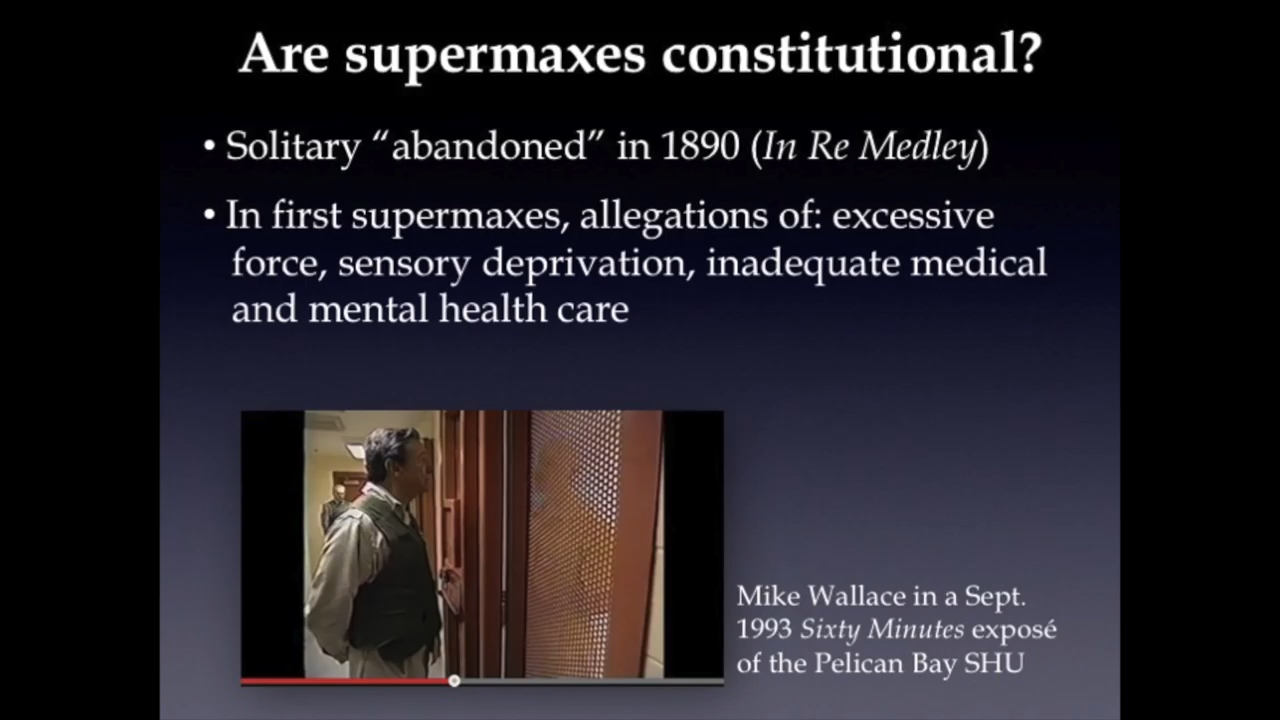 Are supermaxes constitutional?
• Solitary “abandoned” in 1890 (In Re Medley)
• In first supermaxes, allegations of: excessive
force, sensory deprivation, inadequate medical
and mental health care
Mike Wallace in a Sept.
1993 Sixty Minutes exposé
of the Pelican Bay SHU